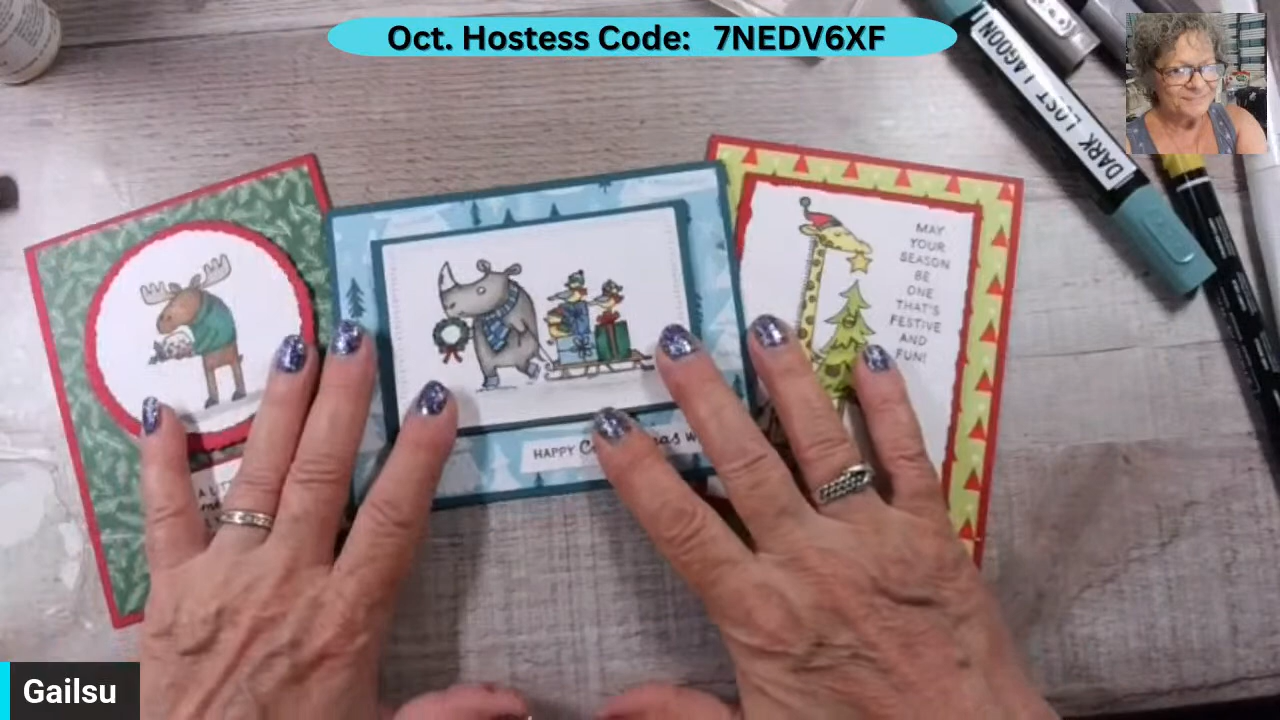 Oct. Hostess Code: 7NEDV6XF
DARK LOST LAGOON
MAY
YOUR
SEASON
BE
ONE
THAT'S
FESTIVE
AND
FUN!
HAPPY
Gailsu